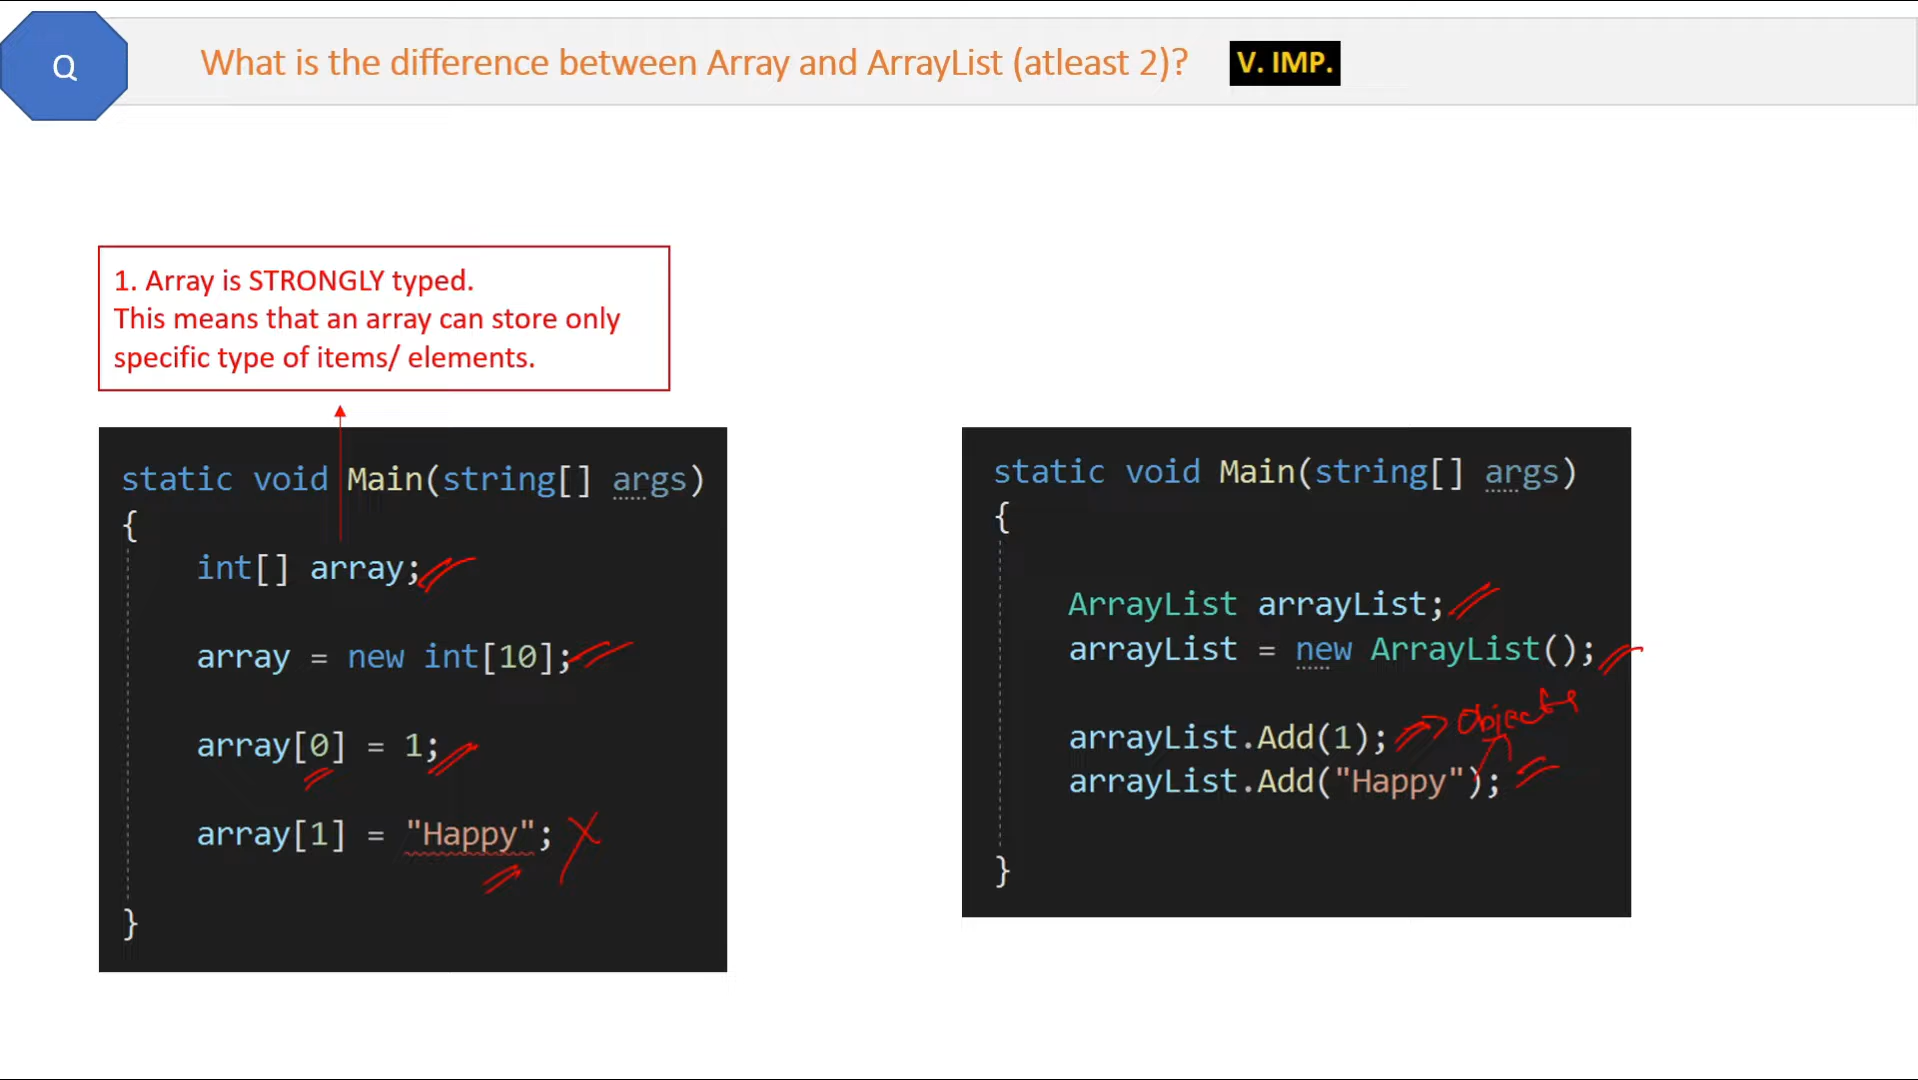 Q
What is the difference between Array and ArrayList (atleast 2)?
V. IMP.
1. Array is STRONGLY typed.
This means that an array can store only
specific type of items/ elements.
static void Main(string[] args)
{
int[] array;
array = new int[10];
array[0] = 1;
array[1] = "Happy";
}
static void Main(string[] args)
{
ArrayList arrayList;
arrayList = new ArrayList();
arrayList.Add(1);
Objects
arrayList.Add("Happy");
}